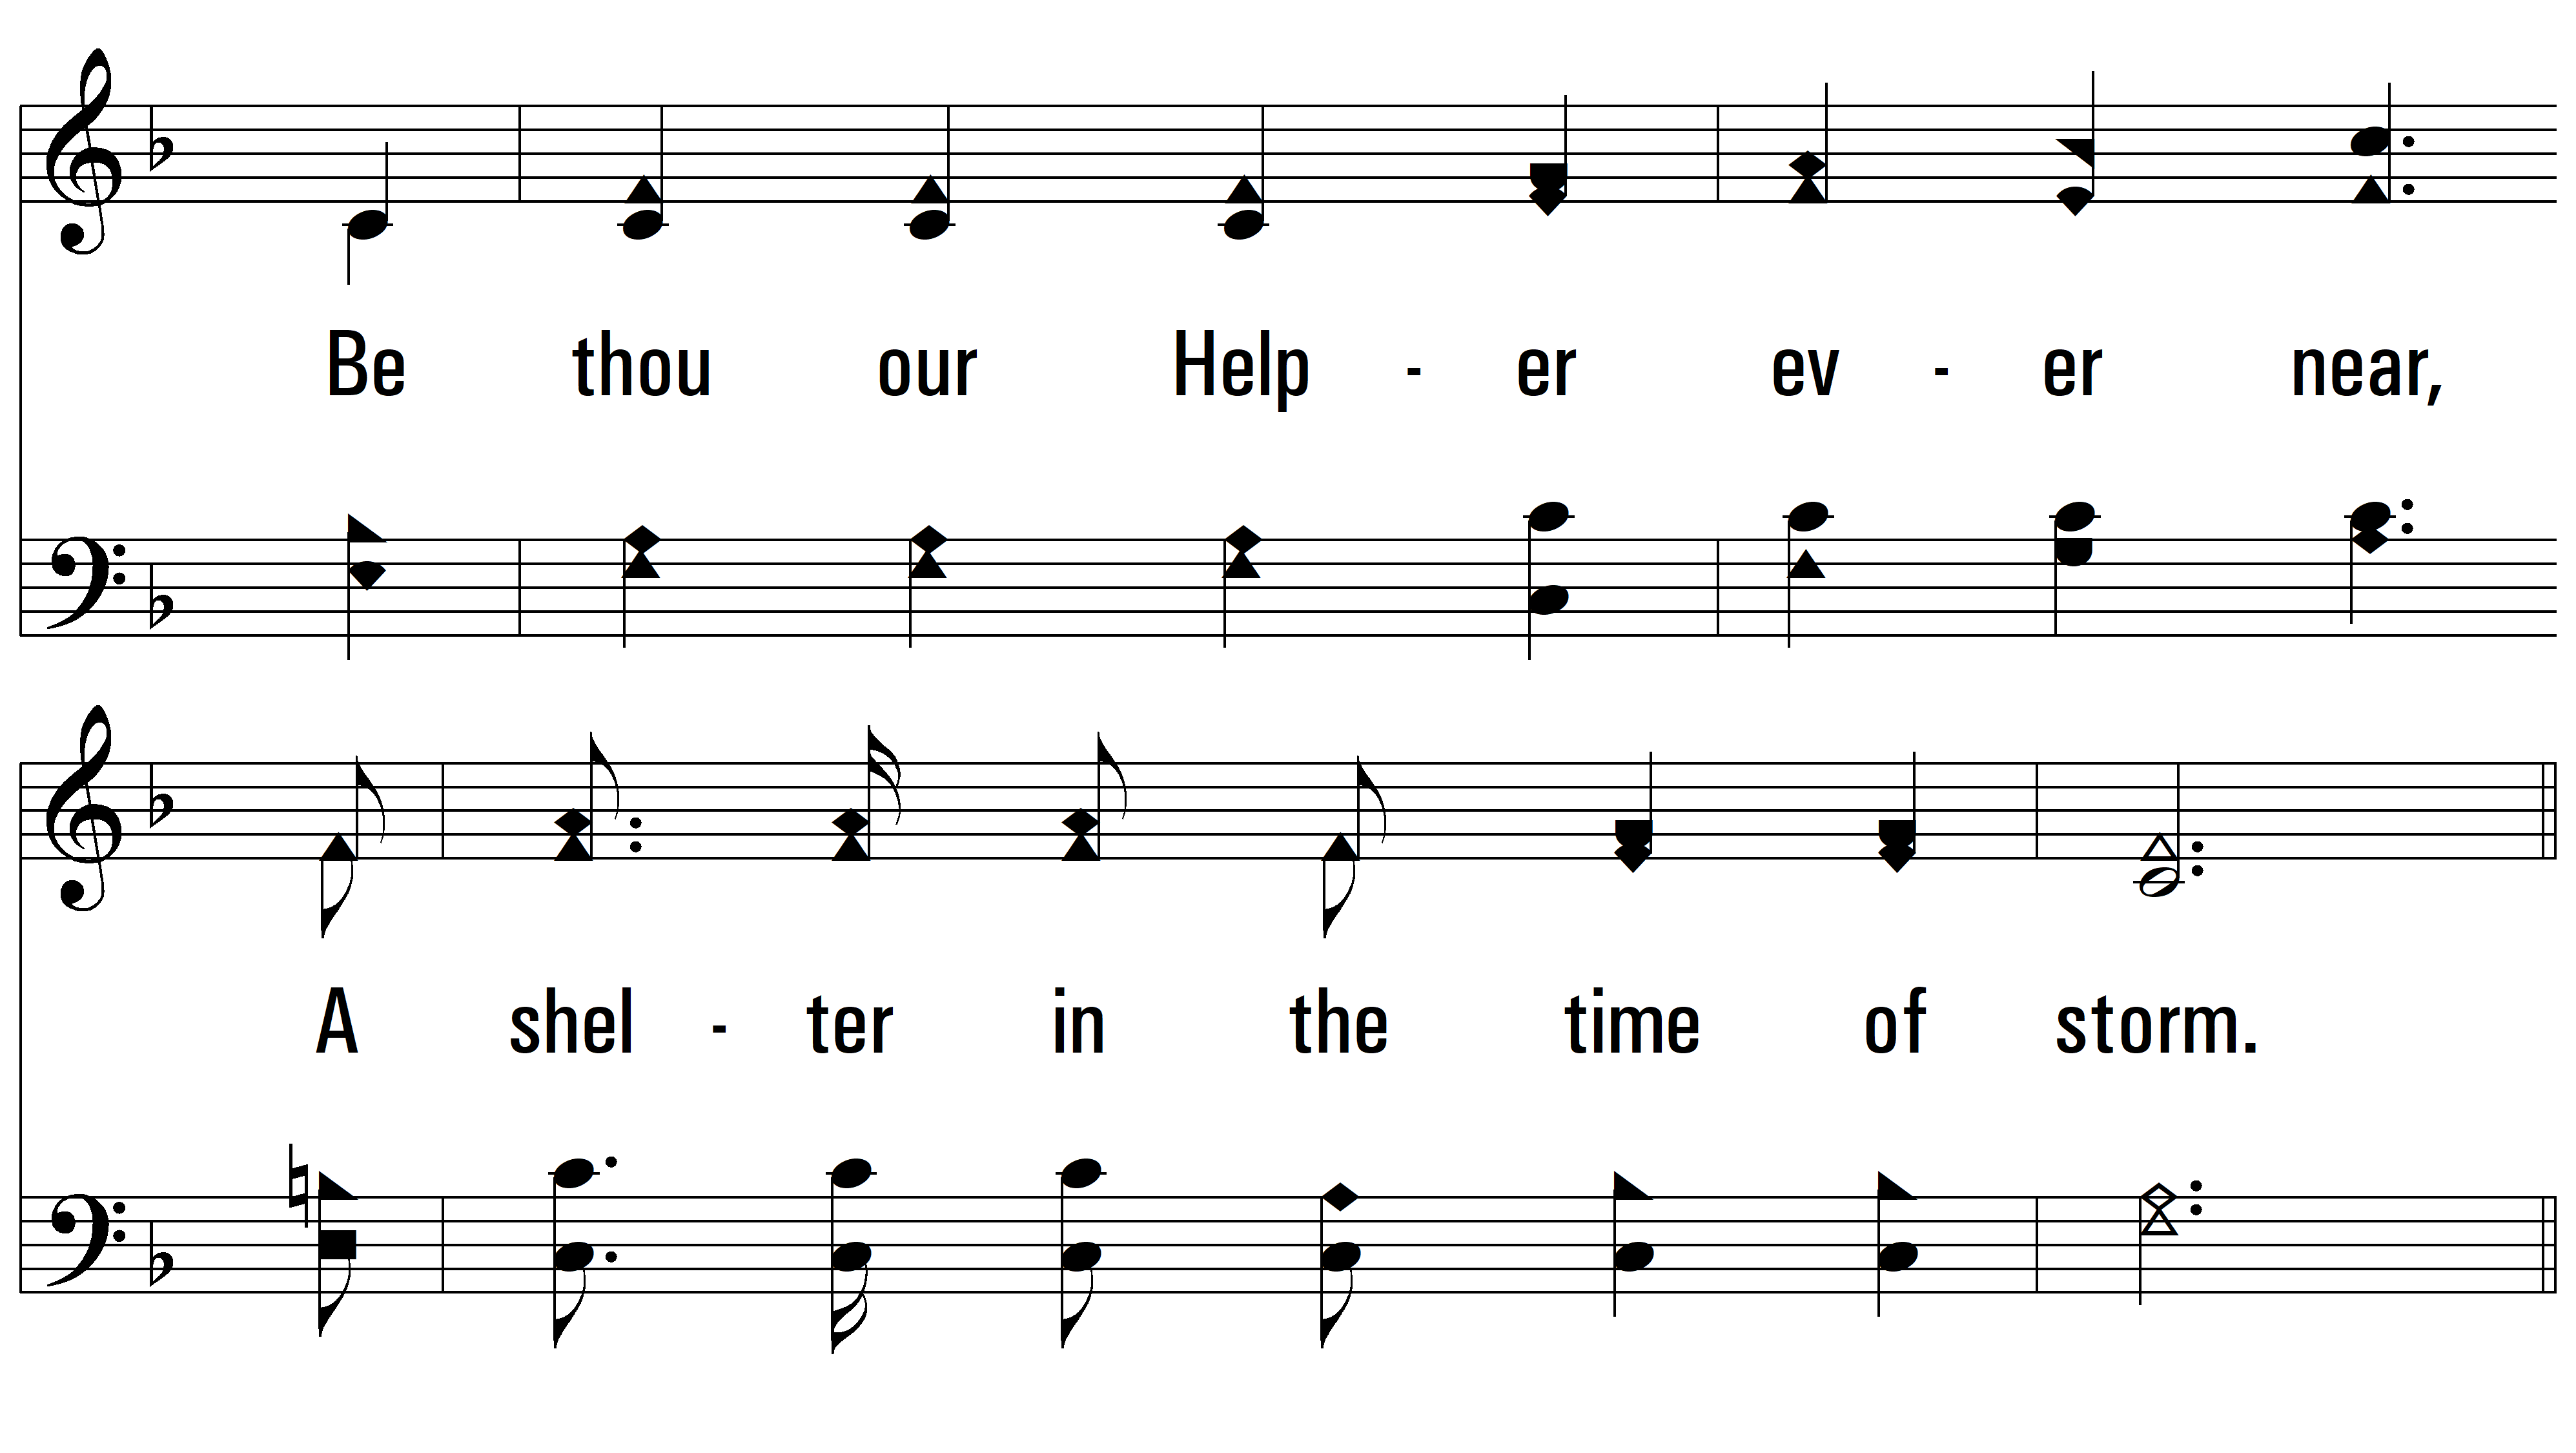 Be thou our Help - er ev - er near,
A shel - ter in the time of storm.